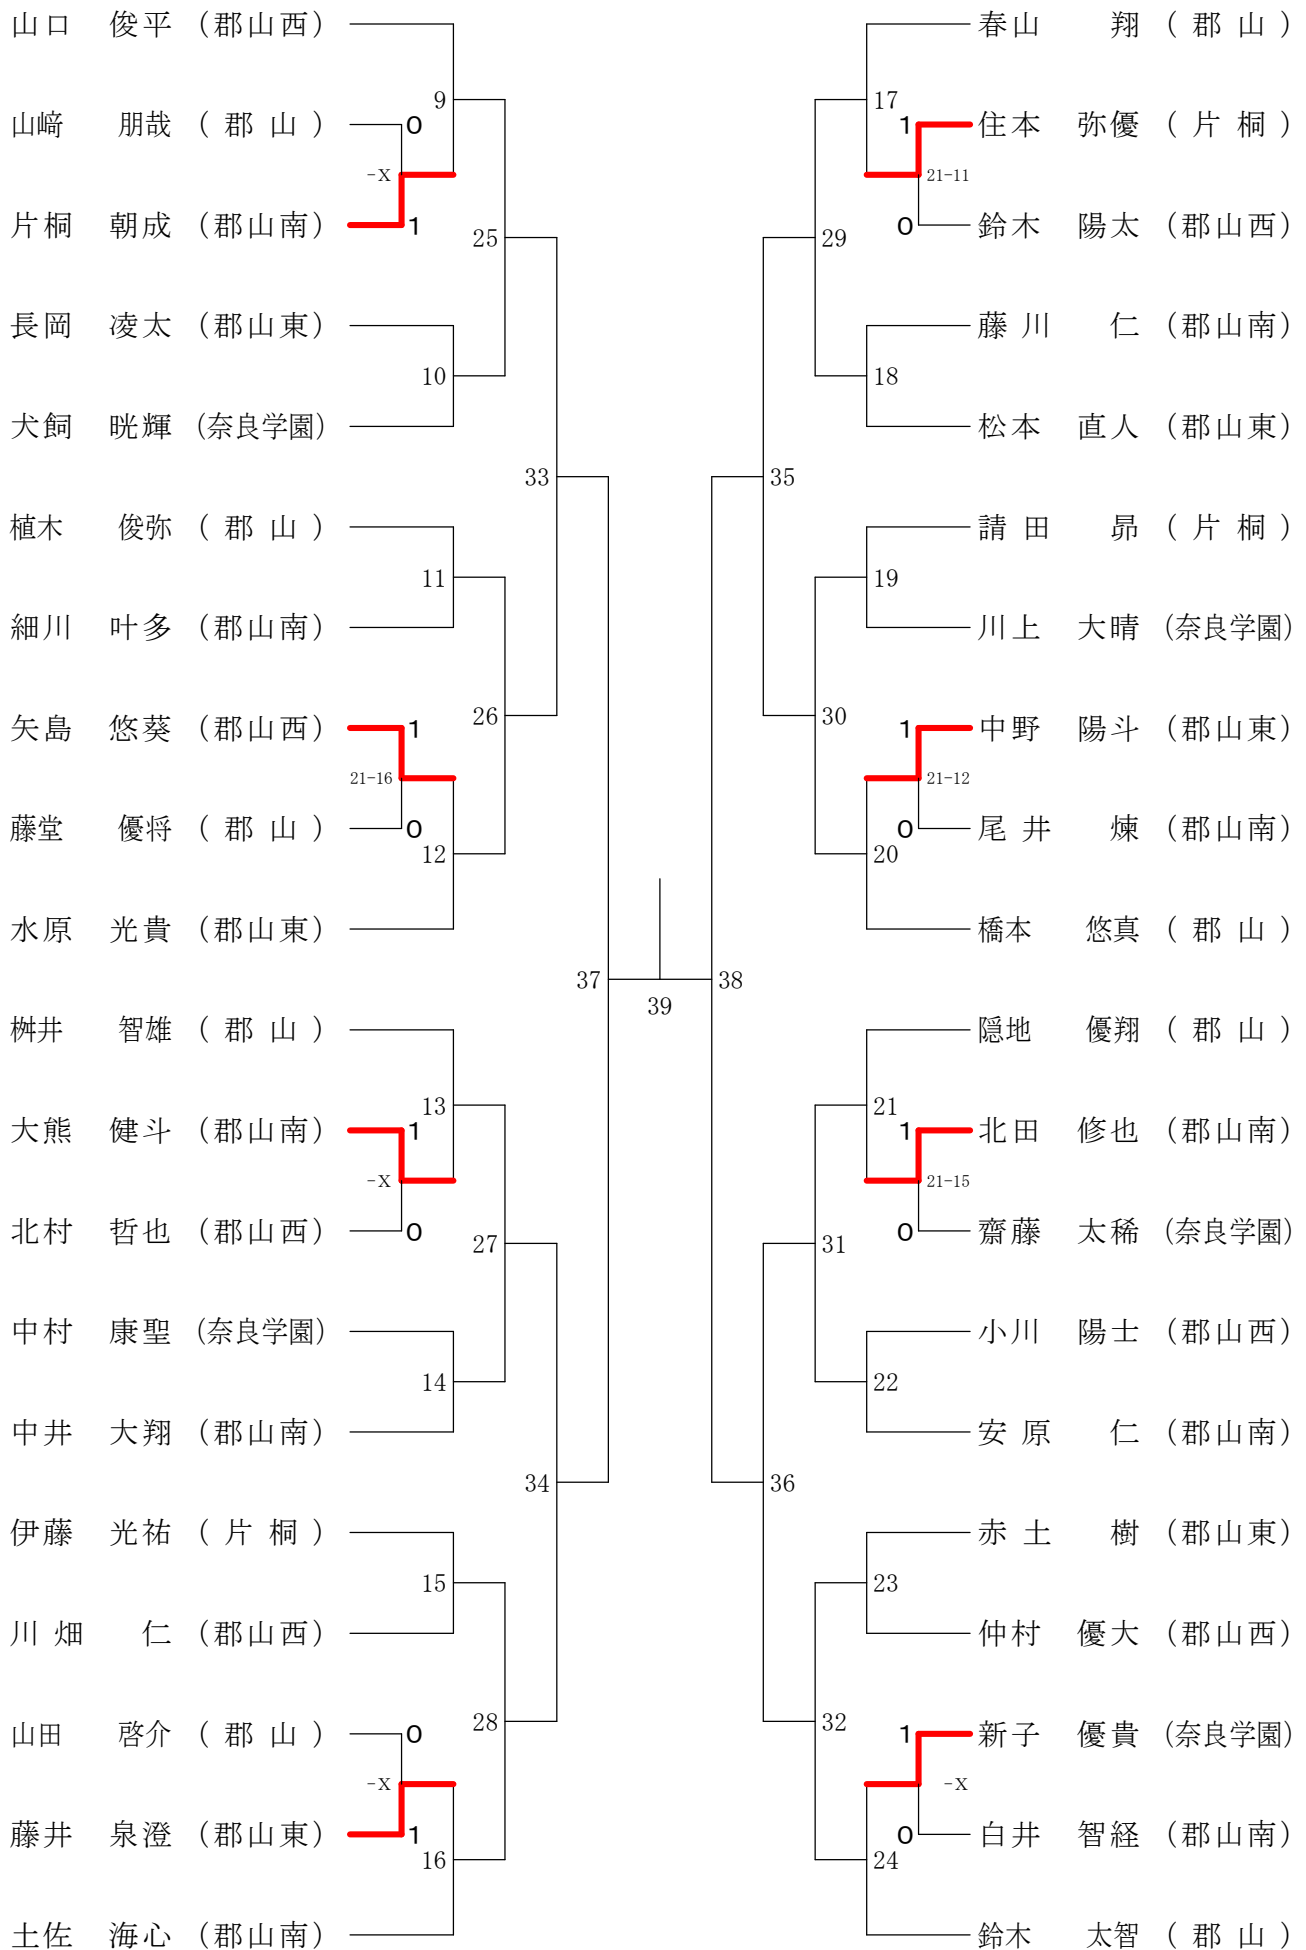 山口 俊平 (郡山西)
9
山﨑 朋哉 (郡山) 0
-X
片桐 朝成 (郡山南) 1
25
長岡 凌太 (郡山東)
10
犬飼 晄輝 (奈良学園)
33
植木 俊弥 (郡山)
11
細川 叶多 (郡山南)
26
矢島 悠葵 (郡山西) 1
21-16
藤堂 優将 (郡山) 0
12
水原 光貴 (郡山東)
37
桝井 智雄 (郡山)
13
大熊 健斗 (郡山南) 1
-X
北村 哲也 (郡山西) 0
27
中村 康聖 (奈良学園)
14
中井 大翔 (郡山南)
34
伊藤 光祐 (片桐)
15
川畑 仁 (郡山西)
28
山田 啓介 (郡山) 0
-X
藤井 泉澄 (郡山東) 1
16
土佐 海心 (郡山南)
39
春山 翔 (郡山)
17
1 住本 弥優 (片桐)
21-11
0 鈴木 陽太 (郡山西)
29
藤川 仁 (郡山南)
18
松本 直人 (郡山東)
35
請田 昴 (片桐)
19
川上 大晴 (奈良学園)
30
1 中野 陽斗 (郡山東)
21-12
0 尾井 煉 (郡山南)
20
橋本 悠真 (郡山)
38
隠地 優翔 (郡山)
21
1 北田 修也 (郡山南)
21-15
0 齋藤 太稀 (奈良学園)
31
小川 陽士 (郡山西)
22
安原 仁 (郡山南)
36
赤土 樹 (郡山東)
23
仲村 優大 (郡山西)
32
1 新子 優貴 (奈良学園)
-X
0 白井 智経 (郡山南)
24
鈴木 太智 (郡山)